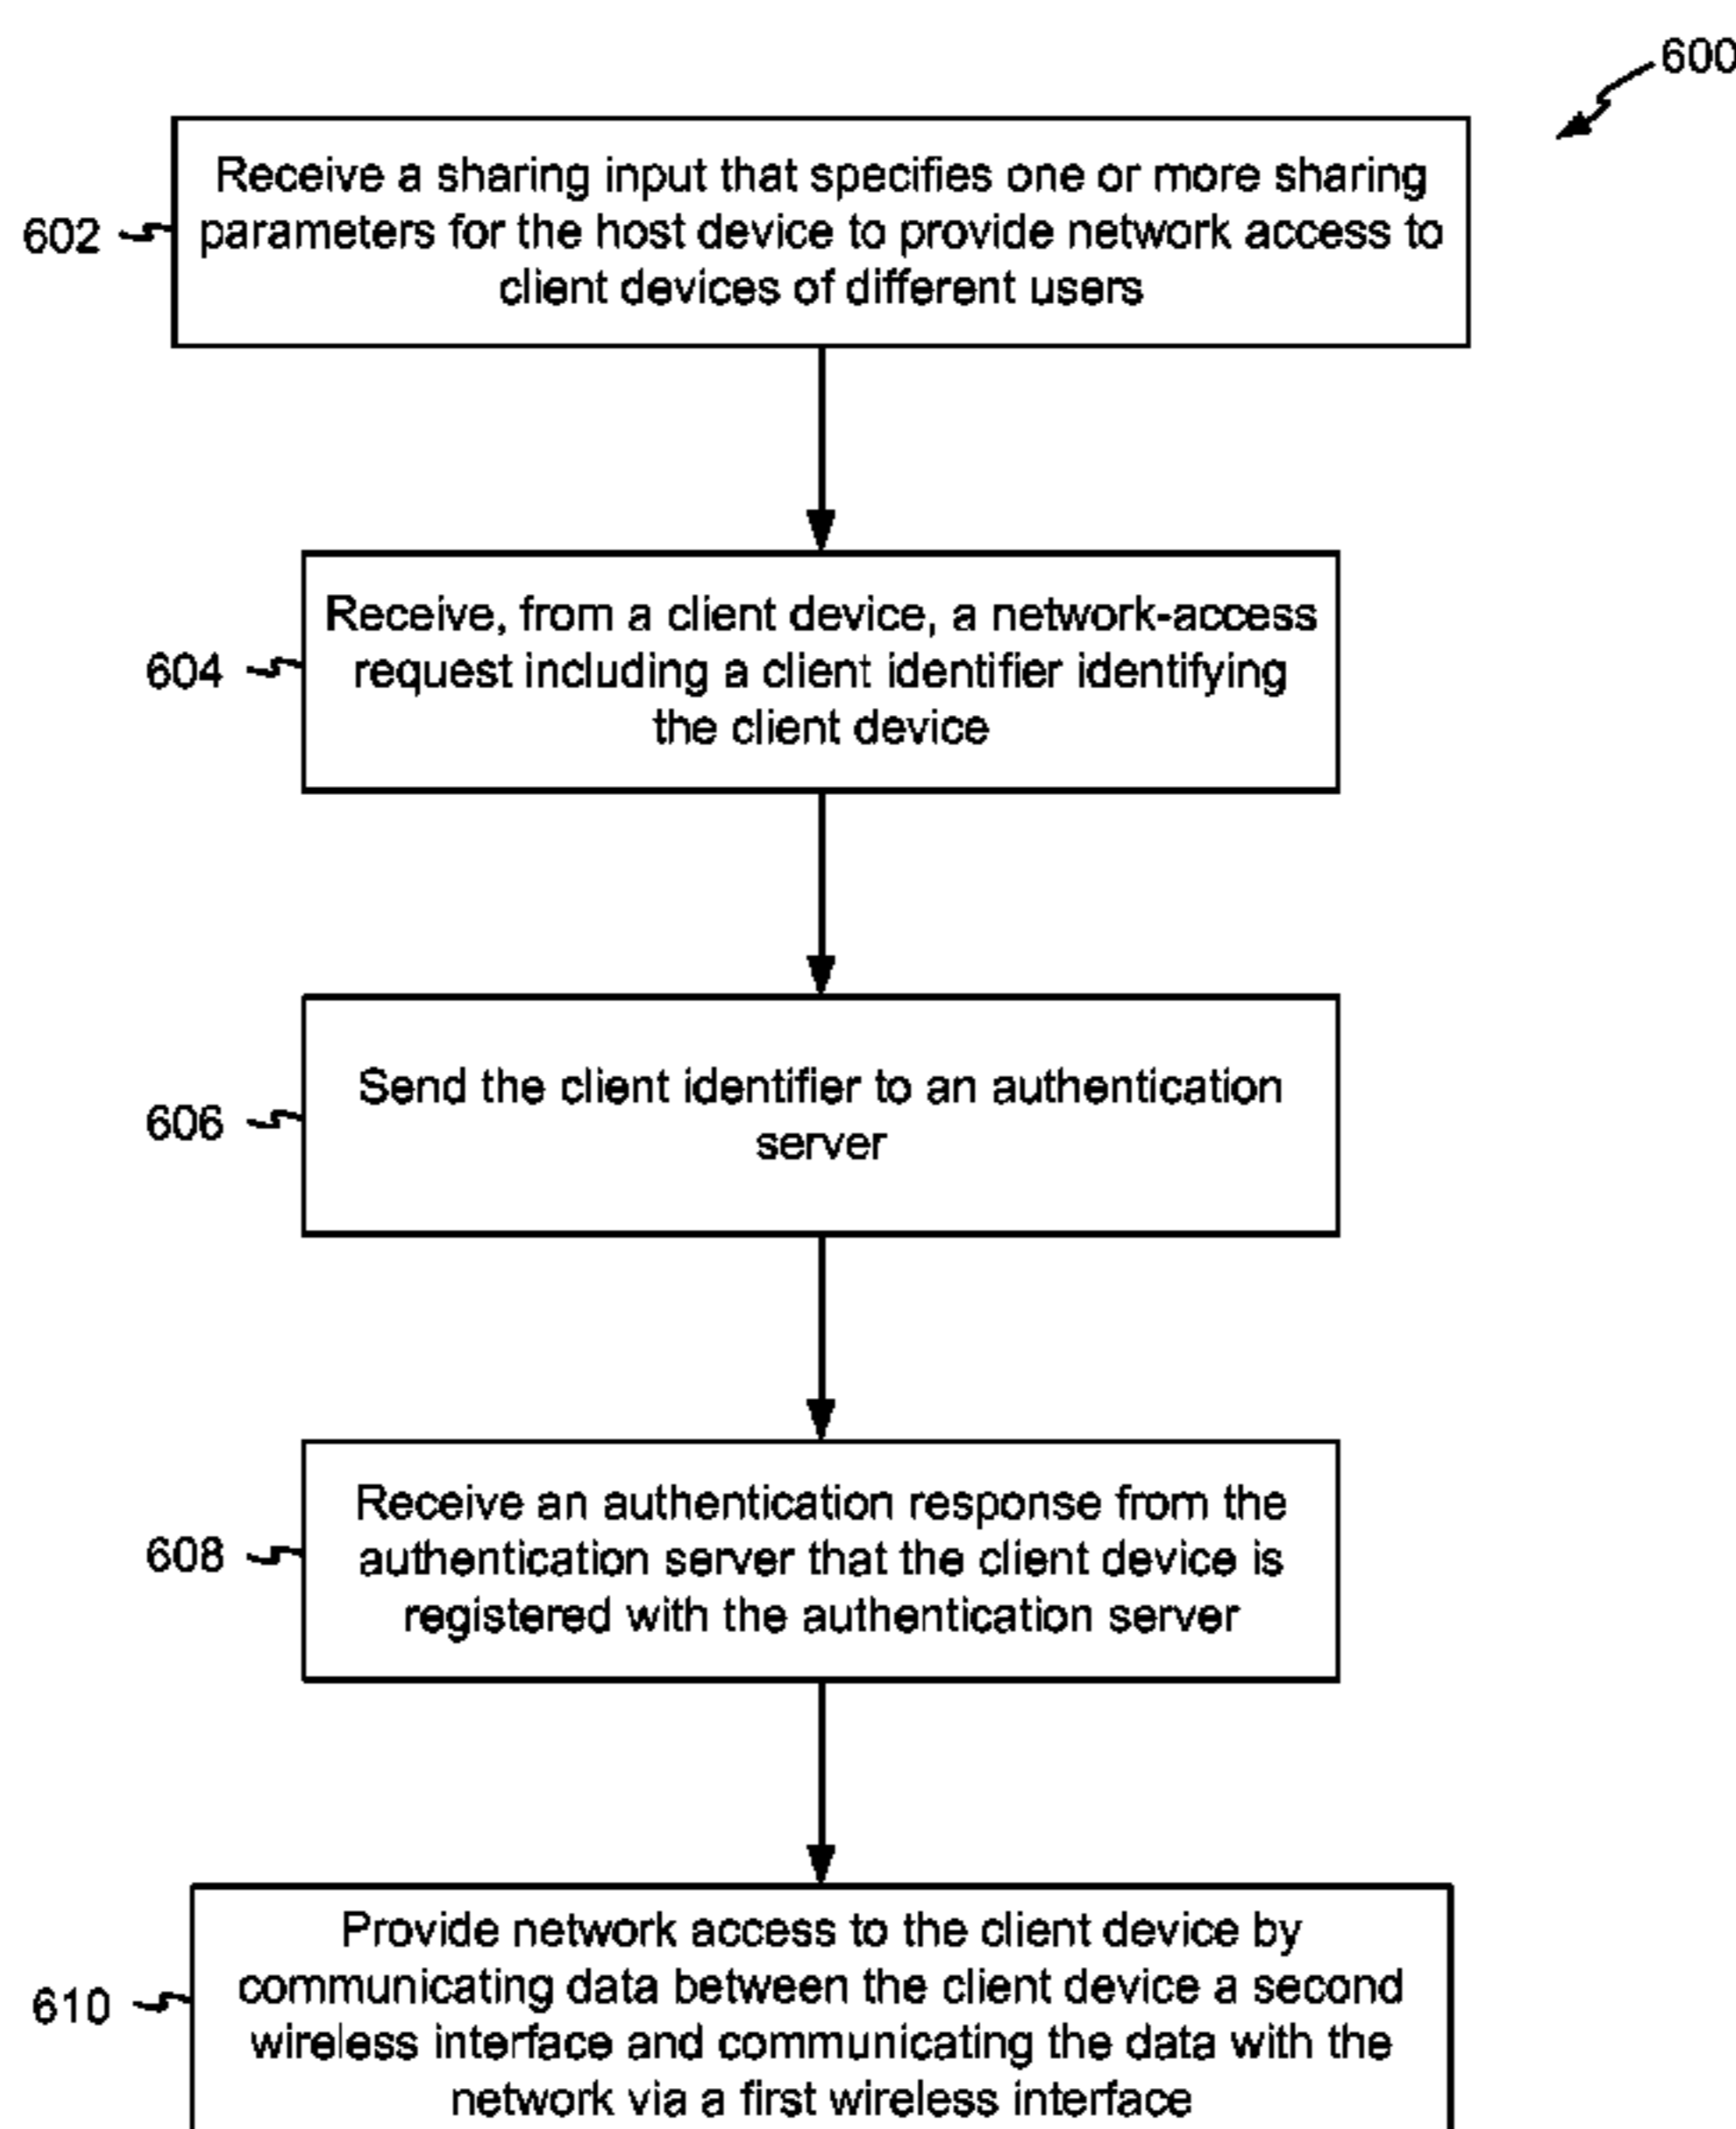 600
Receive a sharing input that specifies one or more sharing
parameters for the host device to provide network access to
client devices of different users
602
Receive, from a client device, a network-access
request including a client identifier identifying
the client device
604
Send the client identifier to an authentication
server
606
Receive an authentication response from the
authentication server that the client device is
registered with the authentication server
608
Provide network access to the client device by
communicating data between the client device a second
wireless interface and communicating the data with the
network via a first wireless interface
610